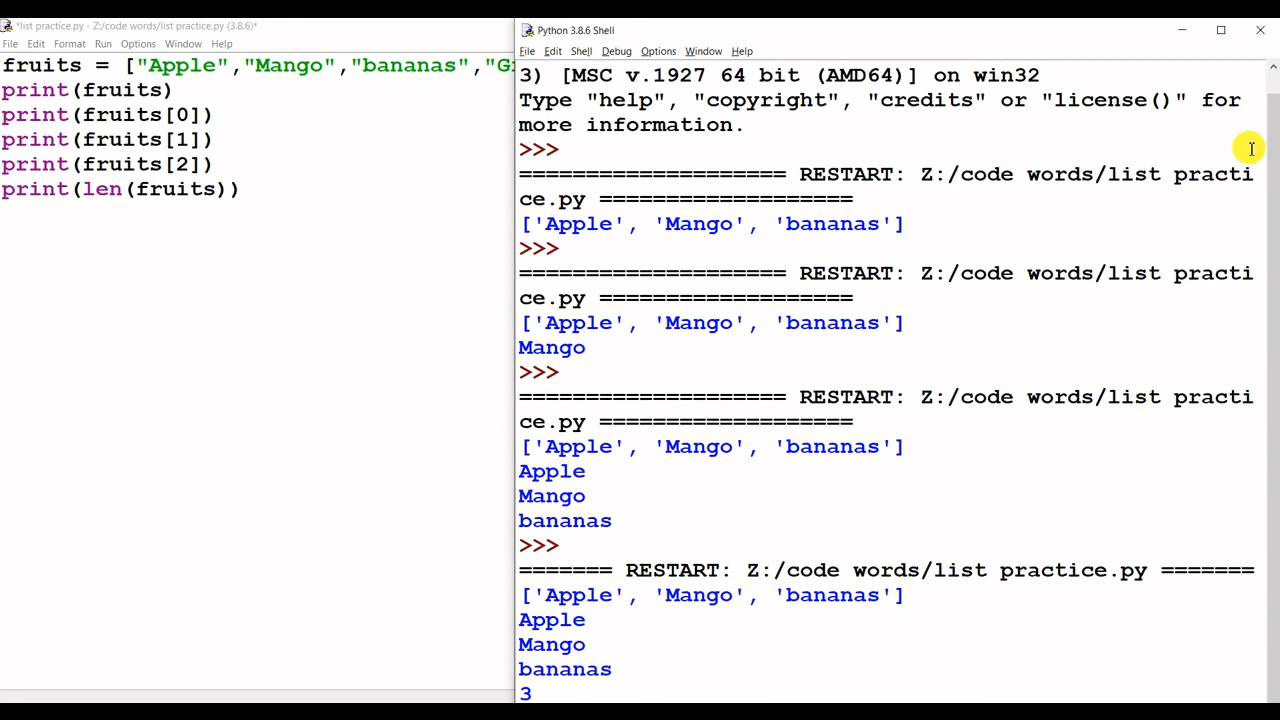 *list practice.py - Z:/code words/list practice.py (3.8.6)*
File Edit Format Run Options Window Help
fruits = ["Apple","Mango","bananas","G
print(fruits)
print(fruits[0])
print(fruits[1])
print(fruits[2])
print(len(fruits))
Python 3.8.6 Shell
File Edit Shell Debug Options Window Help
3) [MSC v.1927 64 bit (AMD64)] on win32
Type "help", "copyright", "credits" or "license()" for
more information.
>>>
==================== RESTART: Z:/code words/list practi
ce.py ===================
['Apple', 'Mango', 'bananas']
>>>
==================== RESTART: Z:/code words/list practi
ce.py ===================
['Apple', 'Mango', 'bananas']
Mango
>>>
==================== RESTART: Z:/code words/list practi
ce.py ===================
['Apple', 'Mango', 'bananas']
Apple
Mango
bananas
>>>
======= RESTART: Z:/code words/list practice.py =======
['Apple', 'Mango', 'bananas']
Apple
Mango
bananas
3